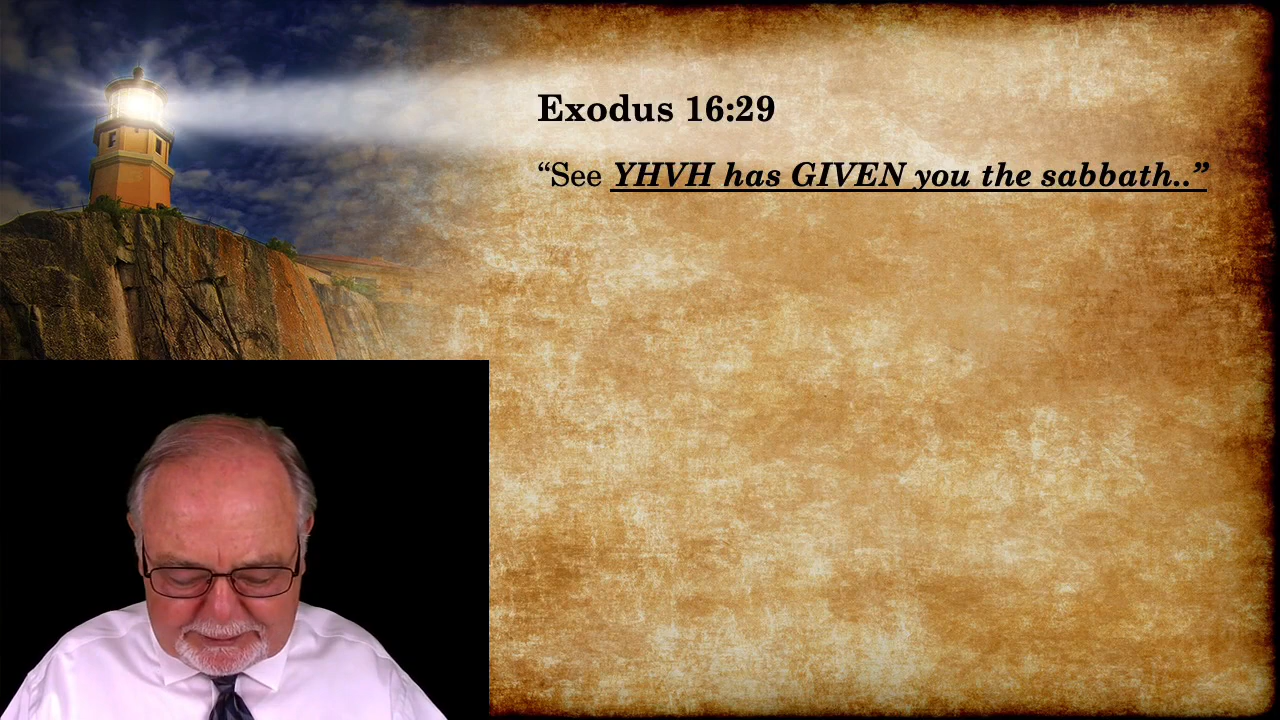 Exodus 16:29
“See YHVH has GIVEN you the sabbath..”